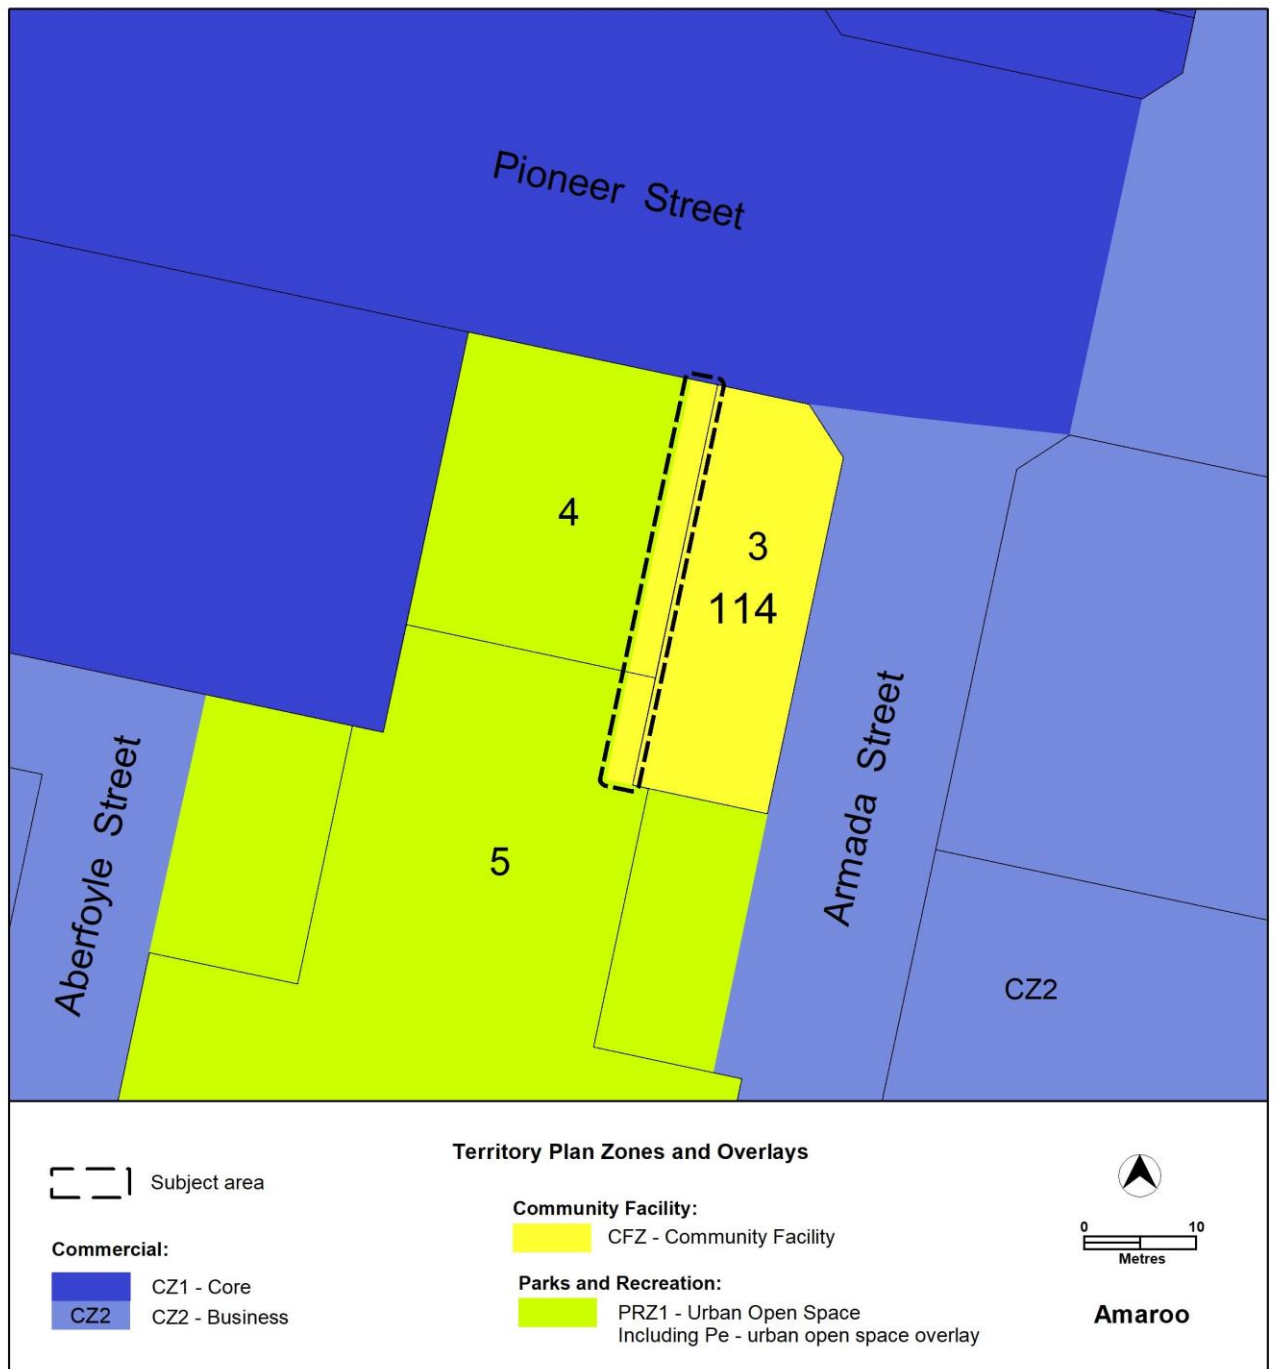 Pioneer Street
4
3
114
Armada Street
Aberfoyle Street
5
CZ2
Territory Plan Zones and Overlays
Subject area
Commercial:
CZ1 - Core
CZ2
CZ2 - Business
Community Facility:
CFZ - Community Facility
Parks and Recreation:
PRZ1 - Urban Open Space
Including Pe - urban open space overlay
0 10
Metres
Amaroo